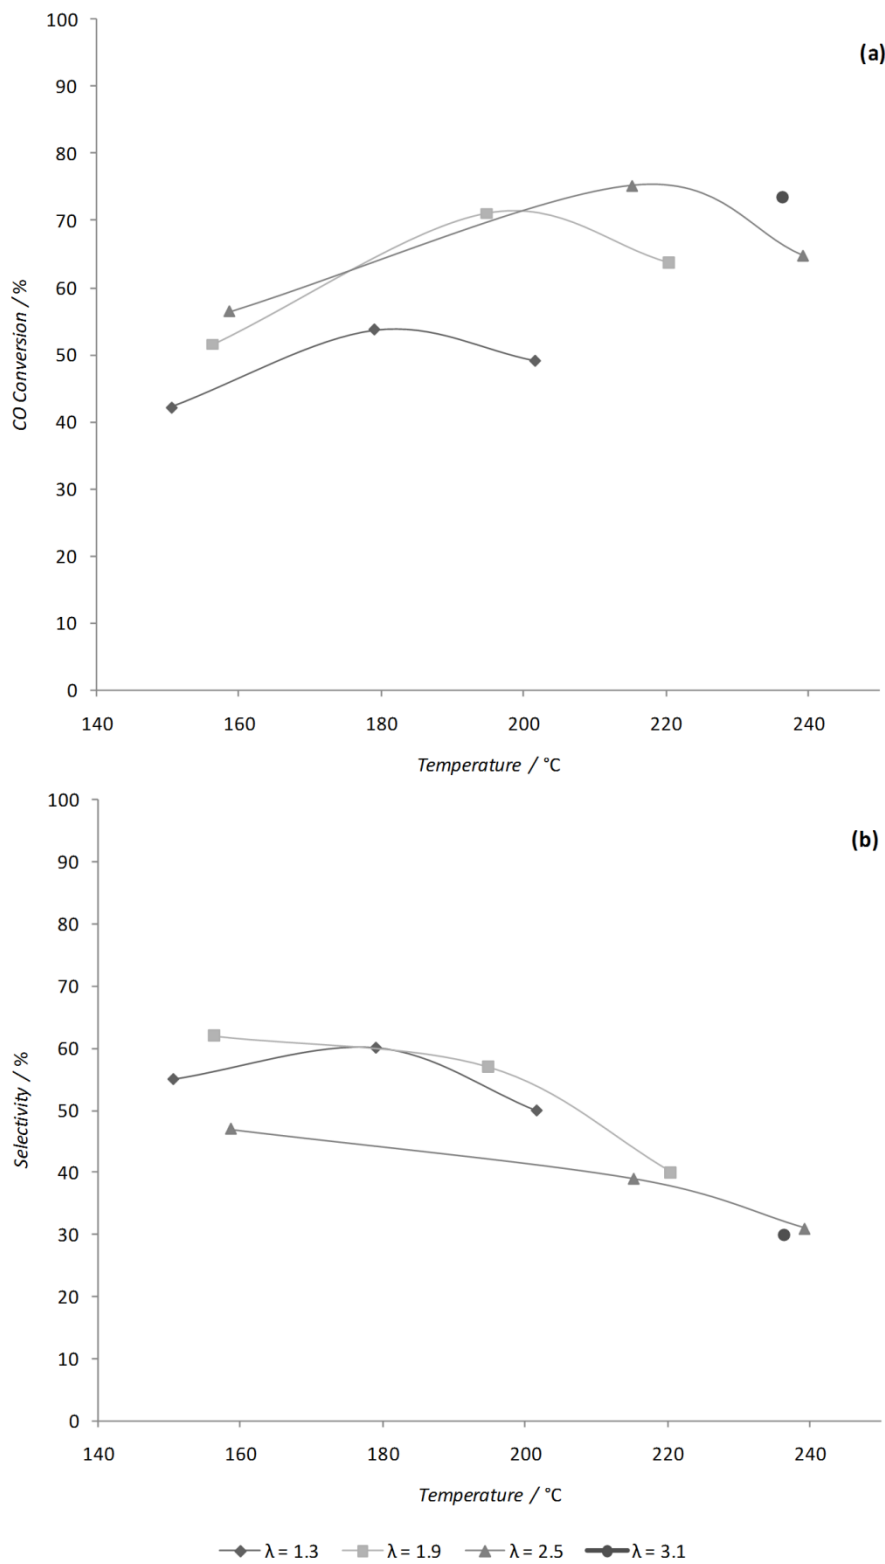 100
(a)
90
80
70
60
50
40
30
20
10
0
CO Conversion / %
140 160 180 200 220 240
Temperature / °C
100
(b)
90
80
70
60
50
40
30
20
10
0
Selectivity / %
140 160 180 200 220 240
Temperature / °C
λ = 1.3 λ = 1.9 λ = 2.5 λ = 3.1